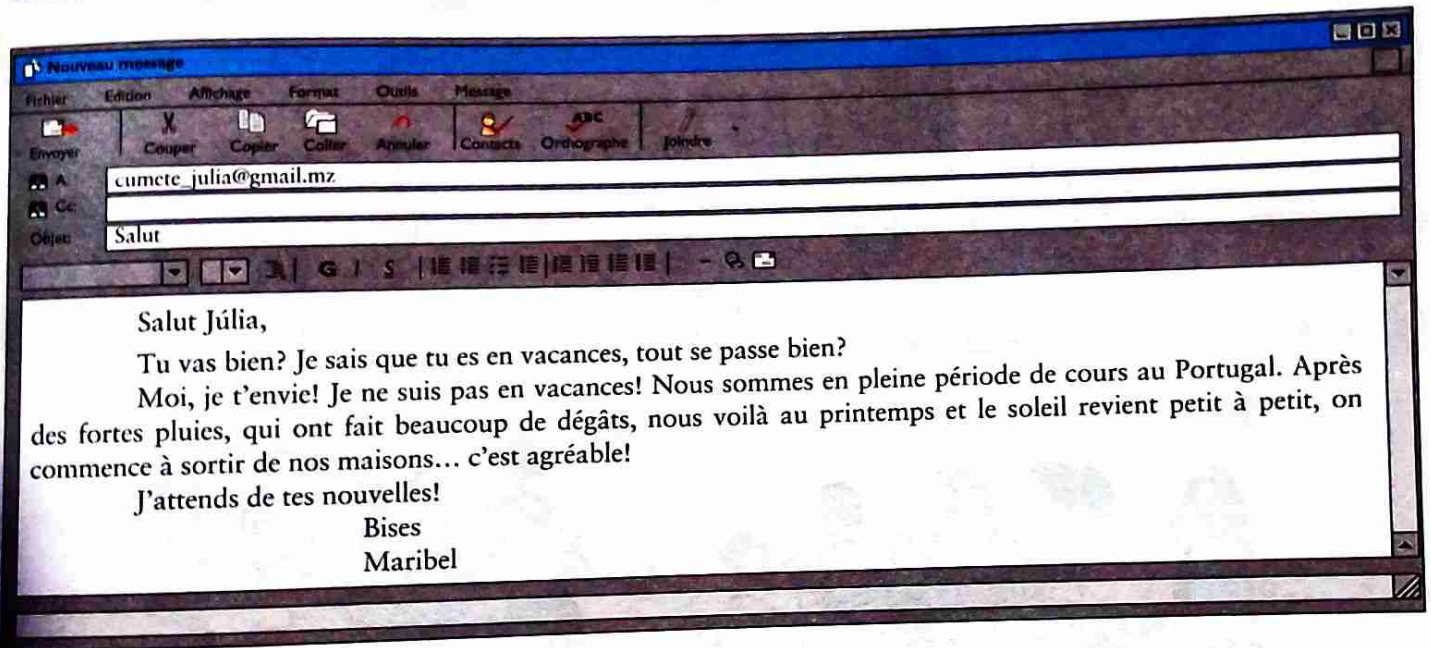 Nouveau message
Fichier Edition Affichage Format Outils Message
Envoyer Couper Copier Coller Annuler Contacts ABC Orthographe Joindre
A
cumete_julia@gmail.mz
Cc:
Objet: Salut
G I S
Salut Júlia,
Tu vas bien? Je sais que tu es en vacances, tout se passe bien?
Moi, je t'envie! Je ne suis pas en vacances! Nous sommes en pleine période de cours au Portugal. Après
des fortes pluies, qui ont fait beaucoup de dégâts, nous voilà au printemps et le soleil revient petit à petit, on
commence à sortir de nos maisons... c'est agréable!
J'attends de tes nouvelles!
Bises
Maribel